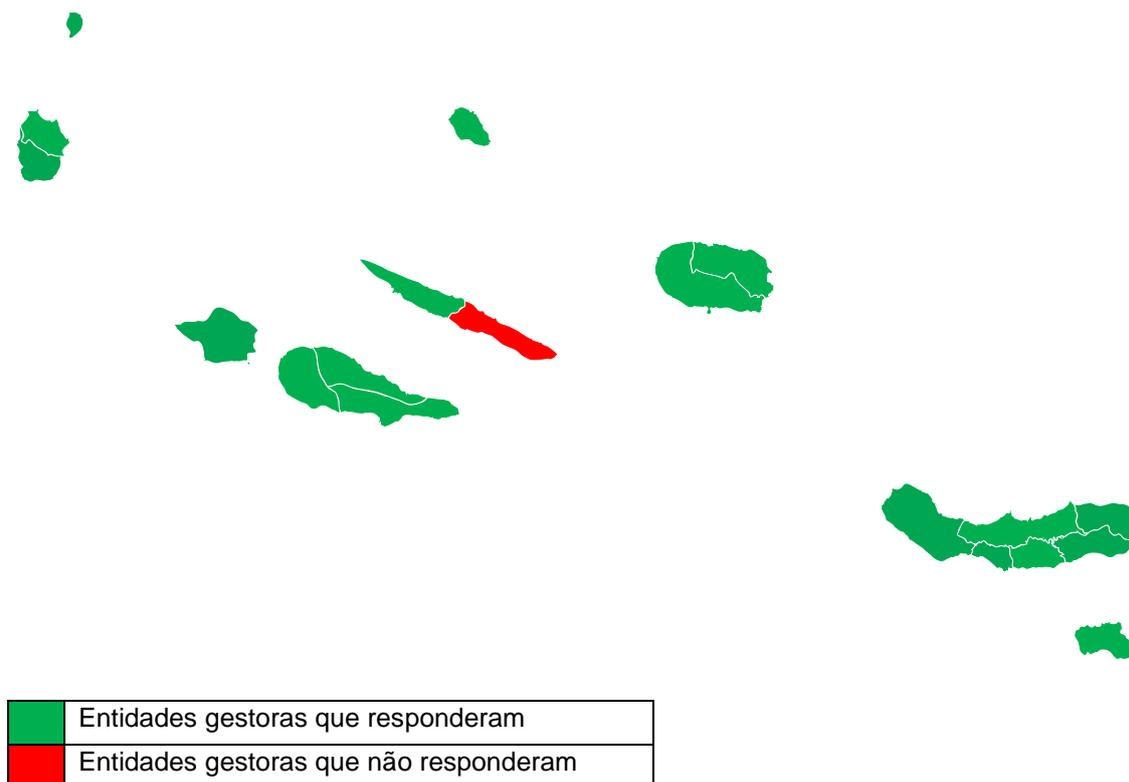 Entidades gestoras que responderam
Entidades gestoras que não responderam